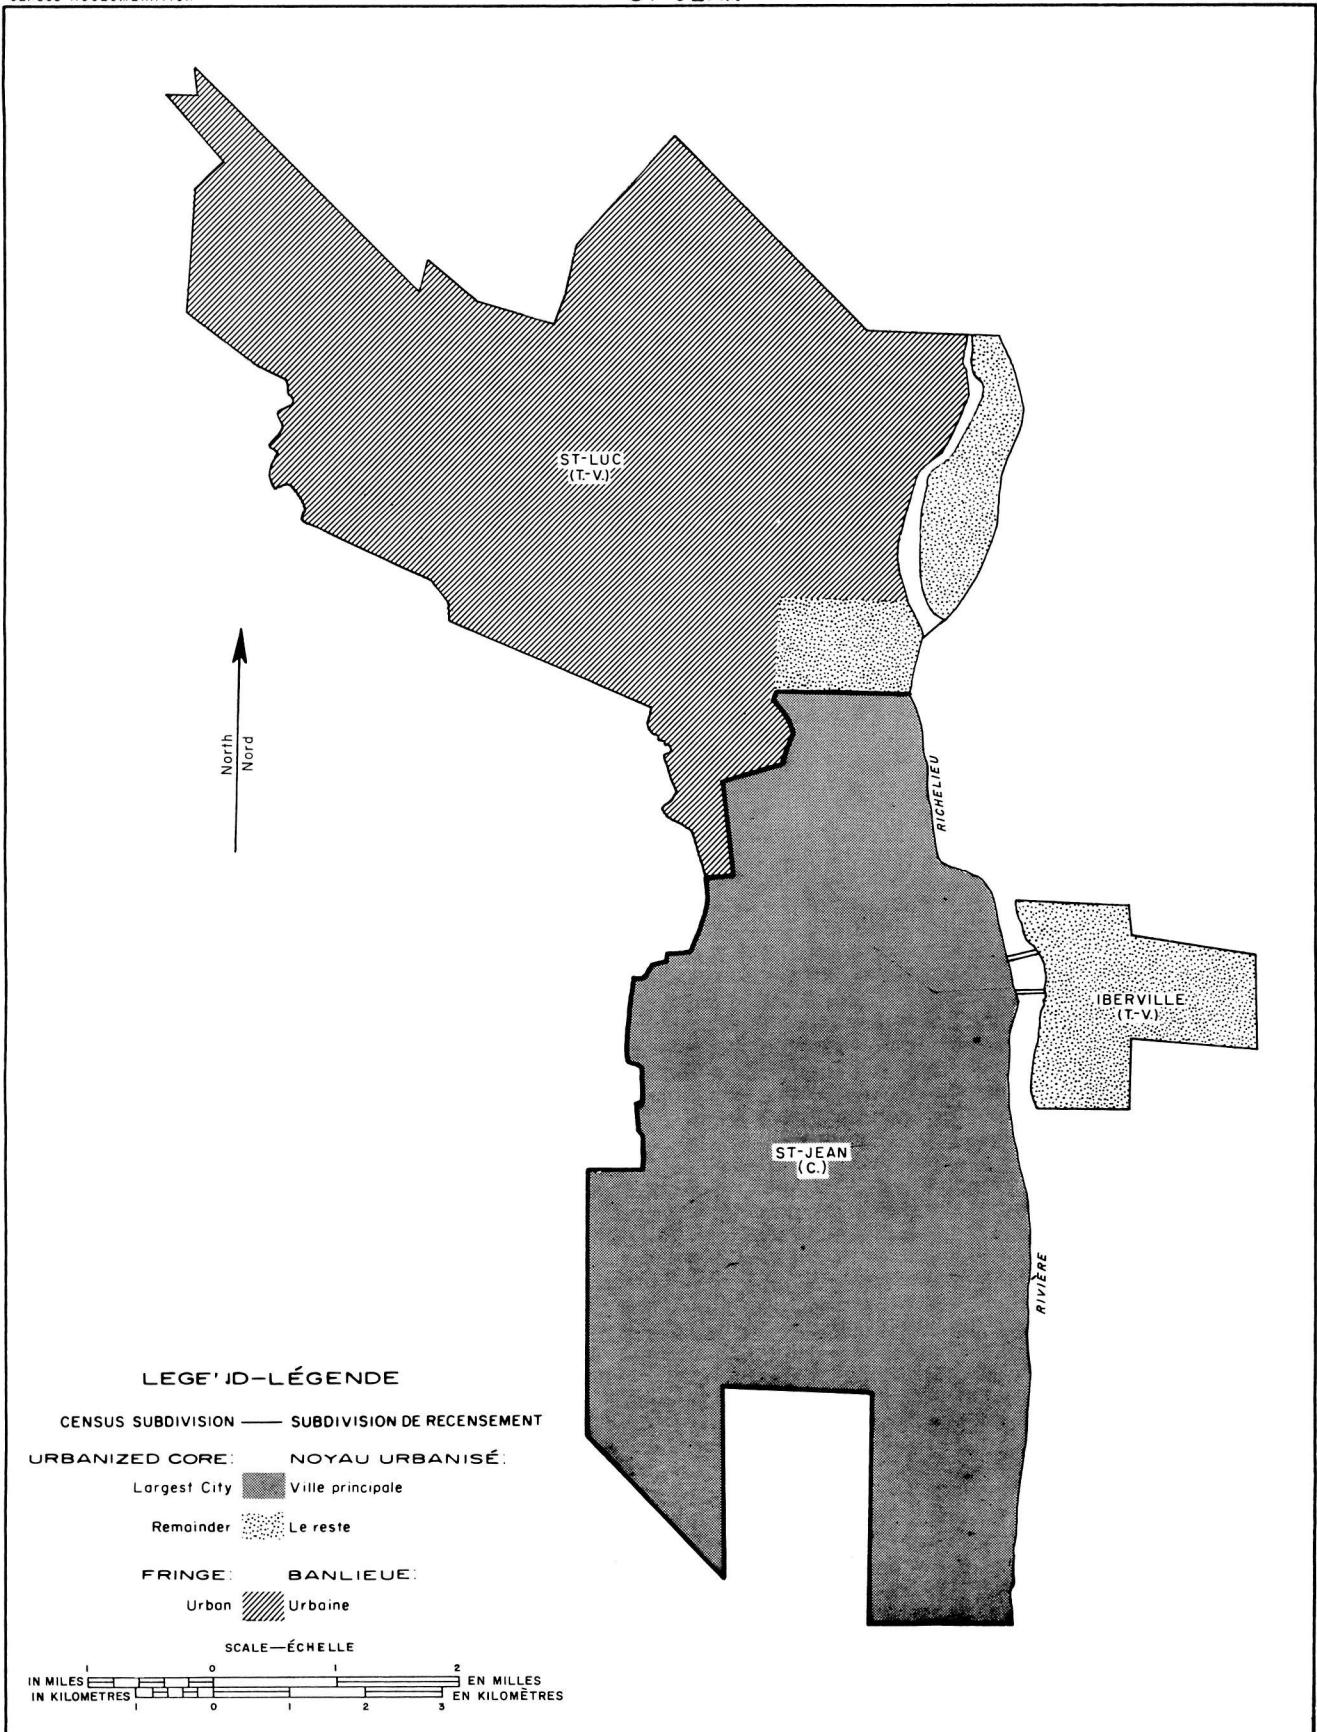 ST-LUC
(T.-V.)
North
Nord
RICHELIEU
IBERVILLE
(T-V.)
ST-JEAN
(C.)
RIVIÈRE
LEGE'ID-LÉGENDE
CENSUS SUBDIVISION — SUBDIVISION DE RECENSEMENT
URBANIZED CORE: NOYAU URBANISÉ:
Largest City Ville principale
Remainder Le reste
FRINGE: BANLIEUE:
Urban Urbaine
SCALE—ÉCHELLE
1 0 1 2
IN MILES EN MILLES
IN KILOMETRES EN KILOMÈTRES
1 0 1 2 3